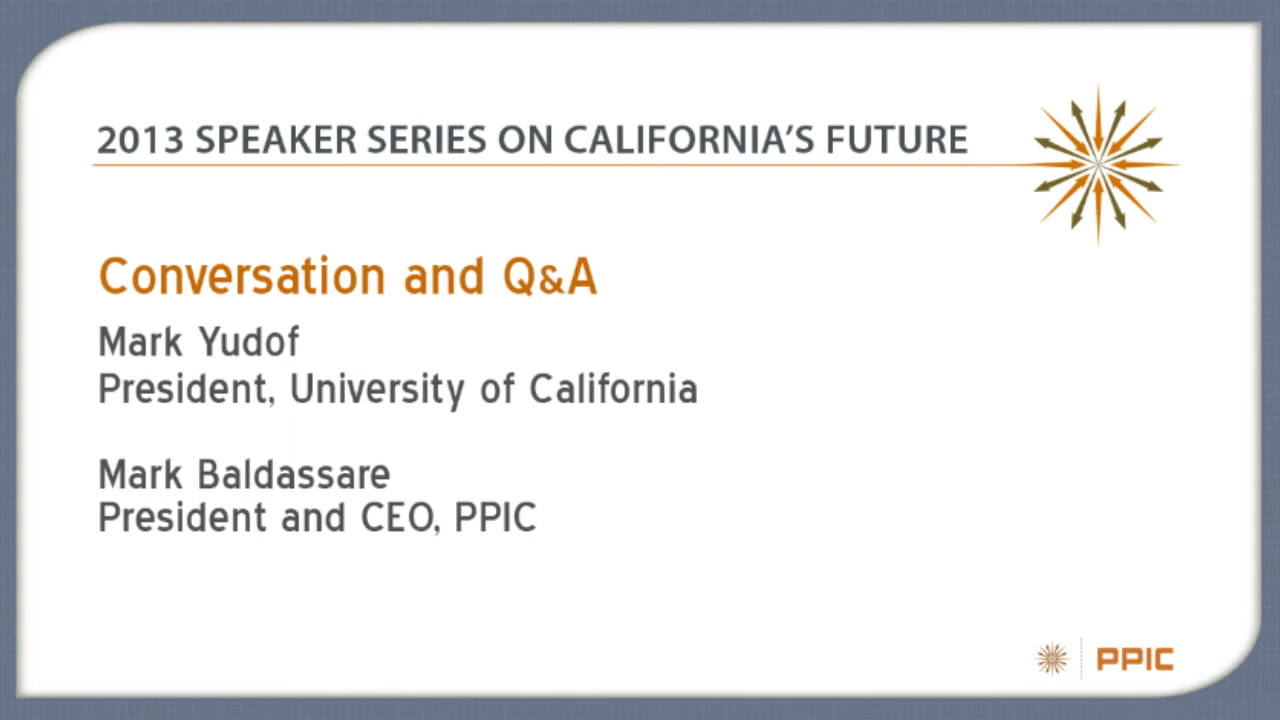 2013 SPEAKER SERIES ON CALIFORNIA'S FUTURE
Conversation and Q&A
Mark Yudof
President, University of California
Mark Baldassare
President and CEO, PPIC
PPIC